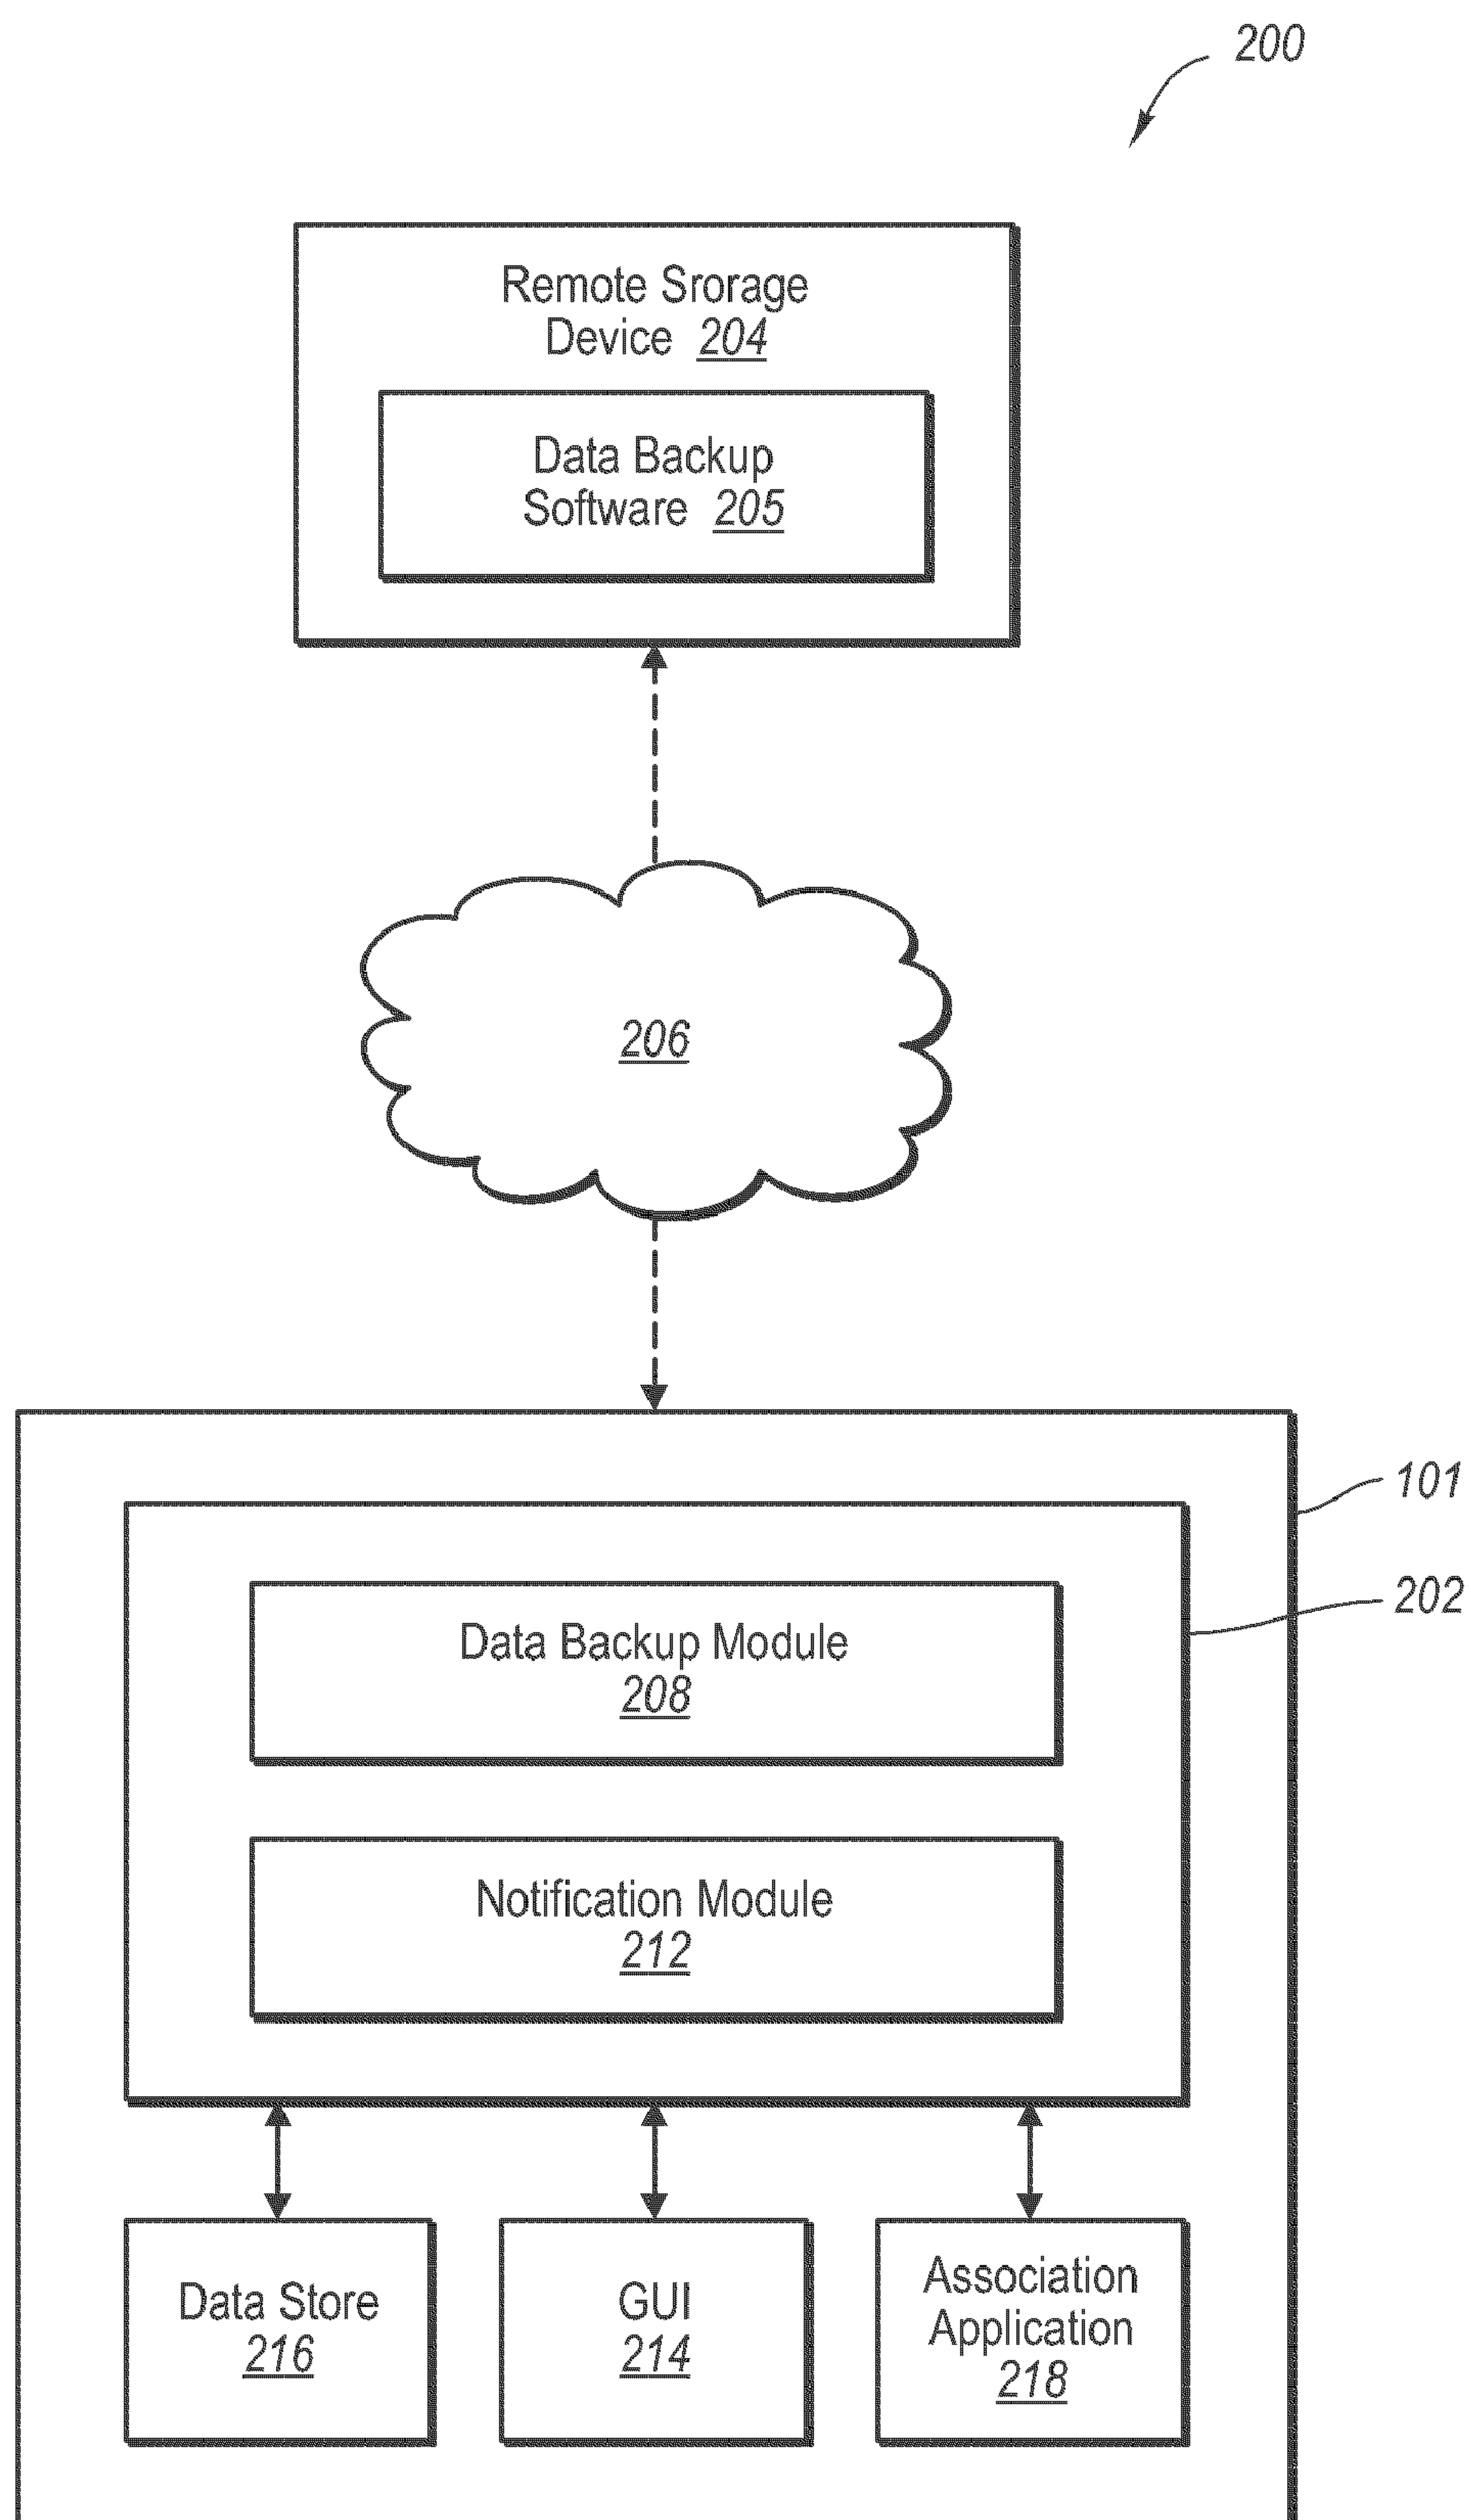 200
Remote Srorage
Device 204
Data Backup
Software 205
206
101
202
Data Backup Module
208
Notification Module
212
Data Store
216
GUI
214
Association
Application
218